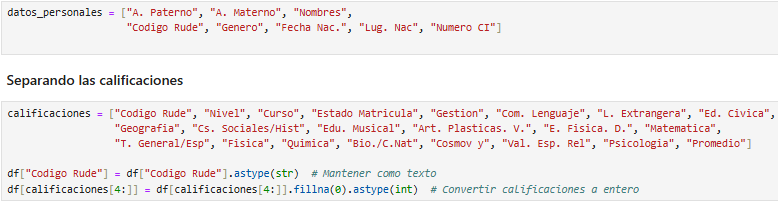 datos_personales = ["A. Paterno", "A. Materno", "Nombres",
"Codigo Rude", "Genero", "Fecha Nac.", "Lug. Nac", "Numero CI"]
Separando las calificaciones
calificaciones = ["Codigo Rude", "Nivel", "Curso", "Estado Matricula", "Gestion", "Com. Lenguaje", "L. Extrangera", "Ed. Civica",
"Geografia", "Cs. Sociales/Hist", "Edu. Musical", "Art. Plasticas. V.", "E. Fisica. D.", "Matematica",
"T. General/Esp", "Fisica", "Quimica", "Bio./C.Nat", "Cosmov y", "Val. Esp. Rel", "Psicologia", "Promedio"]
df["Codigo Rude"] = df["Codigo Rude"].astype(str)  # Mantener como texto
df[calificaciones[4:]] = df[calificaciones[4:]].fillna(0).astype(int)  # Convertir calificaciones a entero